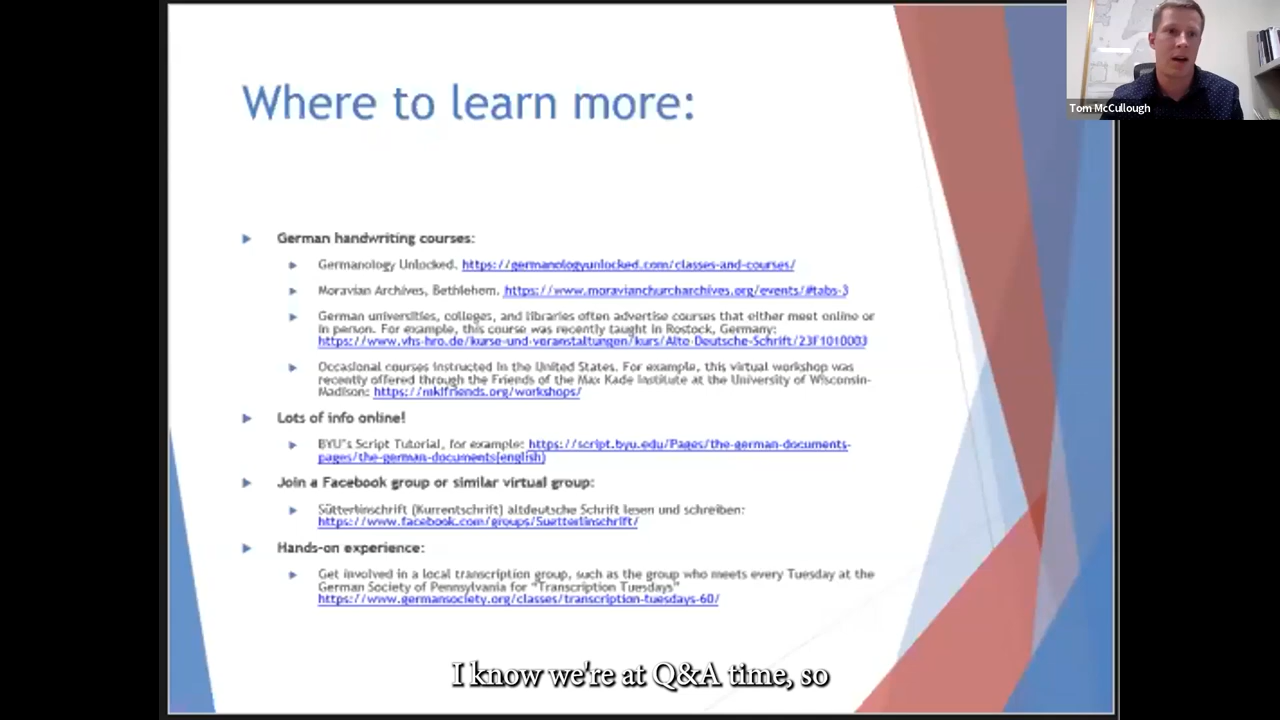 Tom McCullough
Where to learn more:
German handwriting courses:
Germanology Unlocked. https://germanologyunlocked.com/classes-and-courses/
Moravian Archives, Bethlehem. https://www.moravianchurcharchives.org/events/#tabs-3
German universities, colleges, and libraries often advertise courses that either meet online or
in person. For example, this course was recently taught in Rostock, Germany:
https://www.vhs-hro.de/kurse-und-veranstaltungen/kurs/Alte-Deutsche-Schrift/23F1010003
Occasional courses instructed in the United States. For example, this virtual workshop was
recently offered through the Friends of the Max Kade Institute at the University of Wisconsin-
Madison: https://mkifriends.org/workshops/
Lots of info online!
BYU's Script Tutorial, for example: https://script.byu.edu/Pages/the-german-documents-
pages/the-german-documents(english)
Join a Facebook group or similar virtual group:
Sütterlinschrift (Kurrentschrift) altdeutsche Schrift lesen und schreiben:
https://www.facebook.com/groups/Suetterlinschrift/
Hands-on experience:
Get involved in a local transcription group, such as the group who meets every Tuesday at the
German Society of Pennsylvania for "Transcription Tuesdays"
https://www.germansociety.org/classes/transcription-tuesdays-60/
I know we're at Q&A time, so